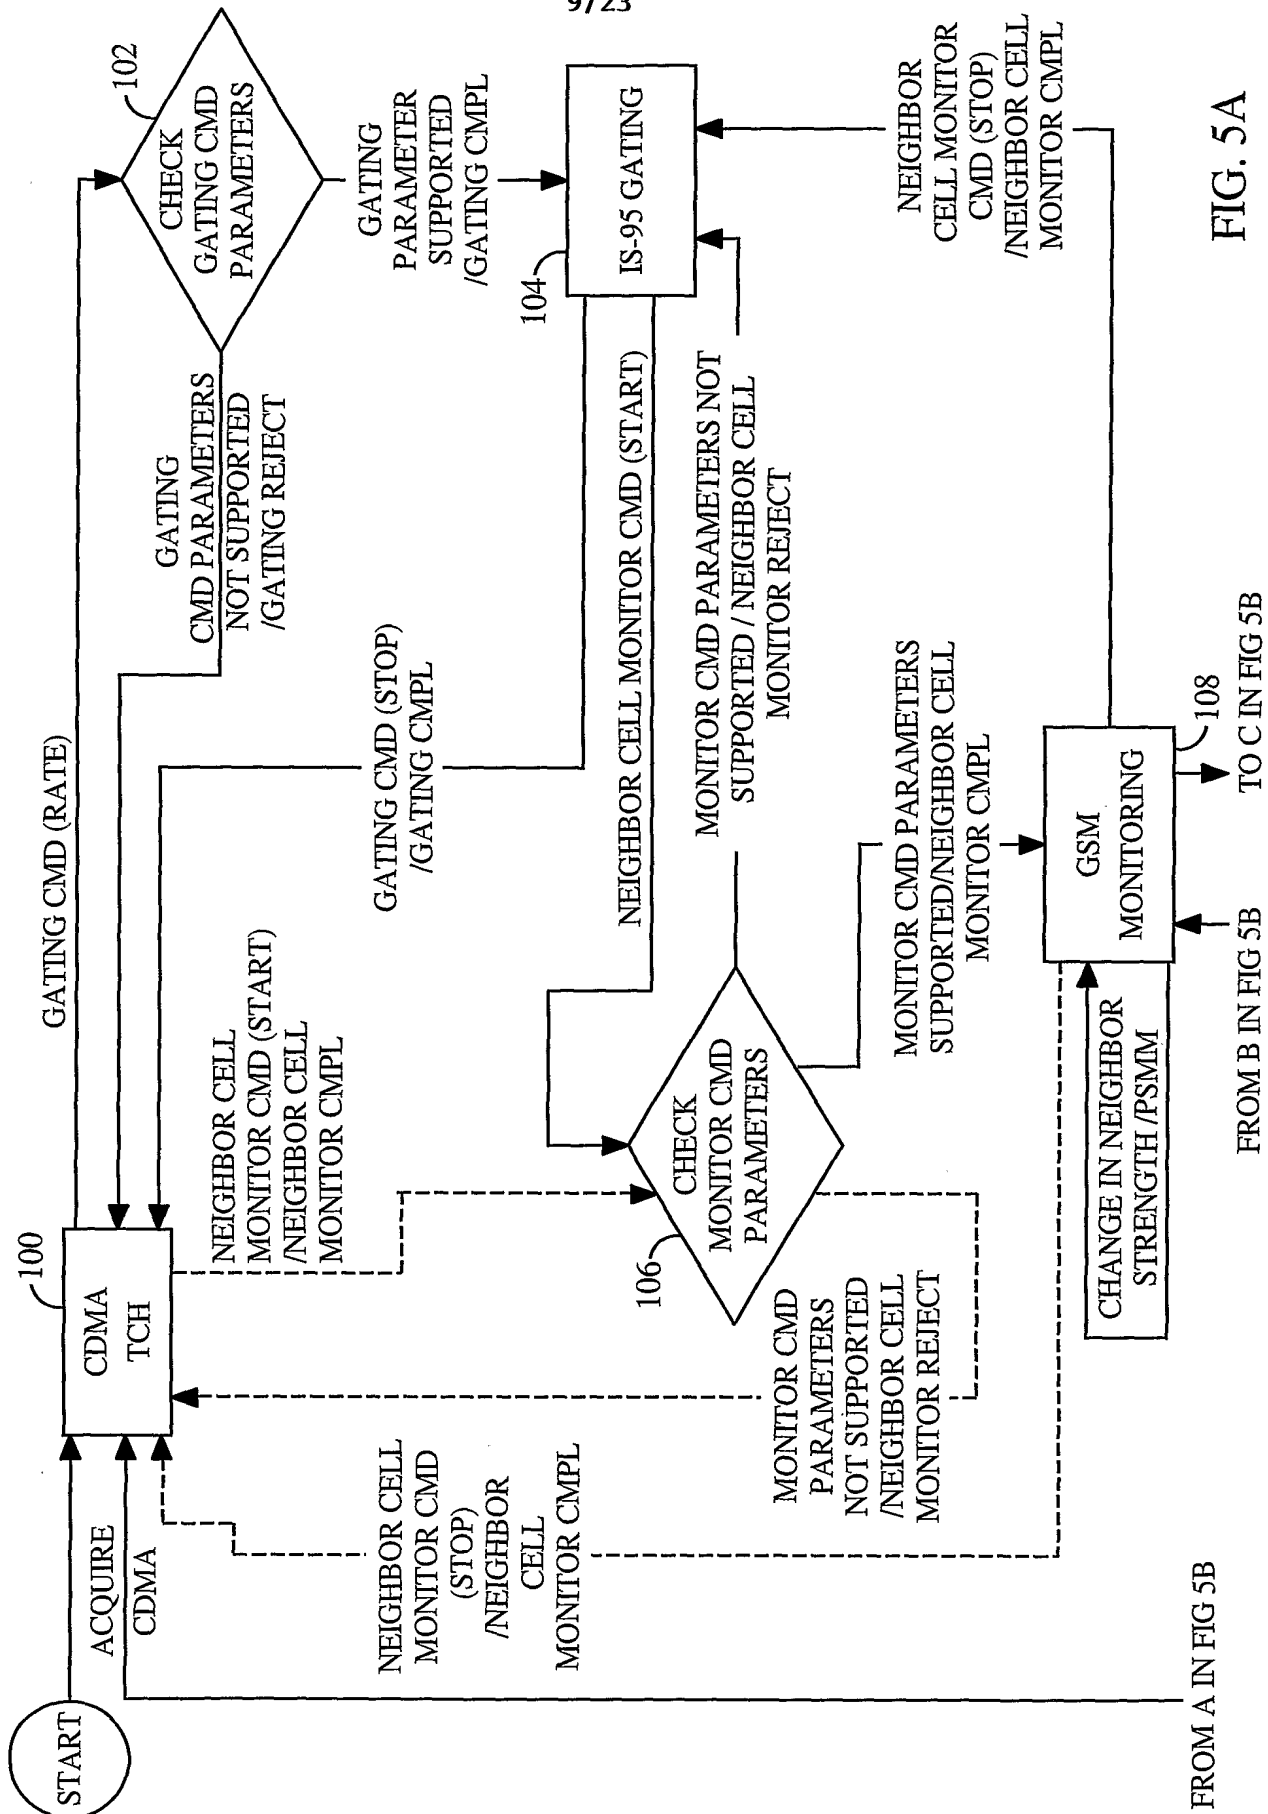 9/23
START
ACQUIRE
CDMA
100
CDMA
TCH
GATING CMD (RATE)
102
CHECK
GATING CMD
PARAMETERS
GATING
CMD PARAMETERS
NOT SUPPORTED
/GATING REJECT
GATING
PARAMETER
SUPPORTED
/GATING CMPL
NEIGHBOR CELL
MONITOR CMD (START)
/NEIGHBOR CELL
MONITOR CMPL
GATING CMD (STOP)
/GATING CMPL
104
IS-95 GATING
NEIGHBOR CELL MONITOR CMD (START)
NEIGHBOR CELL
MONITOR CMD
(STOP)
/NEIGHBOR
CELL
MONITOR CMPL
106
CHECK
MONITOR CMD
PARAMETERS
MONITOR CMD PARAMETERS NOT
SUPPORTED / NEIGHBOR CELL
MONITOR REJECT
MONITOR CMD
PARAMETERS
NOT SUPPORTED
/NEIGHBOR CELL
MONITOR REJECT
MONITOR CMD PARAMETERS
SUPPORTED/NEIGHBOR CELL
MONITOR CMPL
NEIGHBOR
CELL MONITOR
CMD (STOP)
/NEIGHBOR CELL
MONITOR CMPL
CHANGE IN NEIGHBOR
STRENGTH /PSMM
GSM
MONITORING
108
FROM A IN FIG 5B
FROM B IN FIG 5B
TO C IN FIG 5B
FIG. 5A